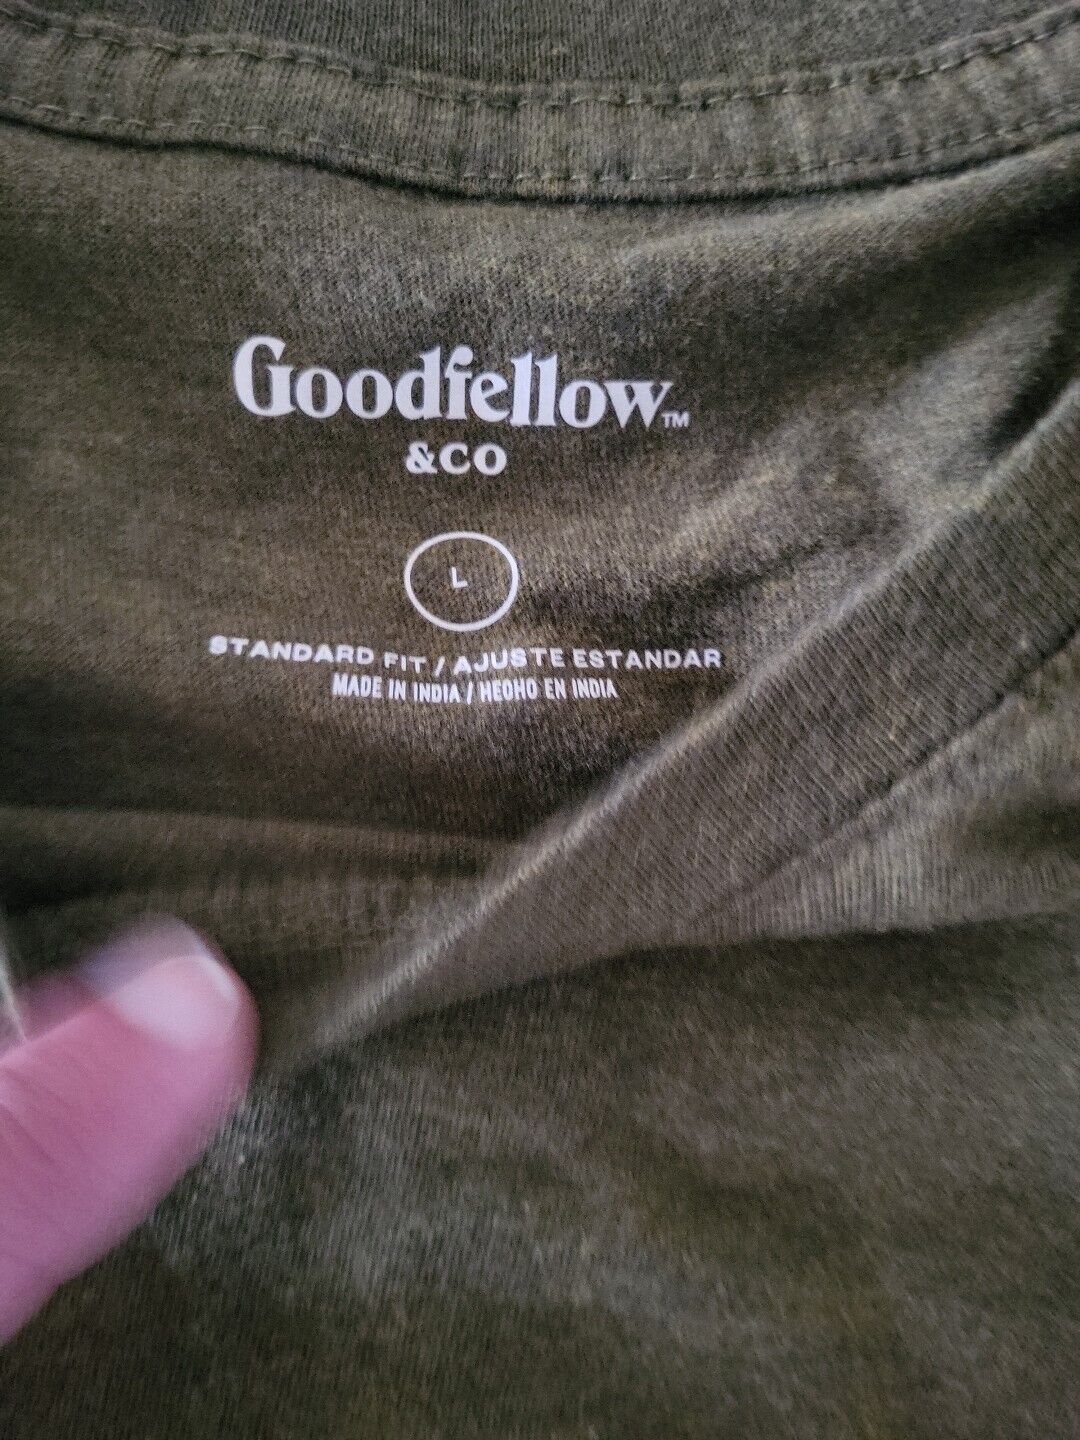 Goodfellow™
&CO
L
STANDARD FIT / AJUSTE ESTANDAR
MADE IN INDIA / HECHO EN INDIA